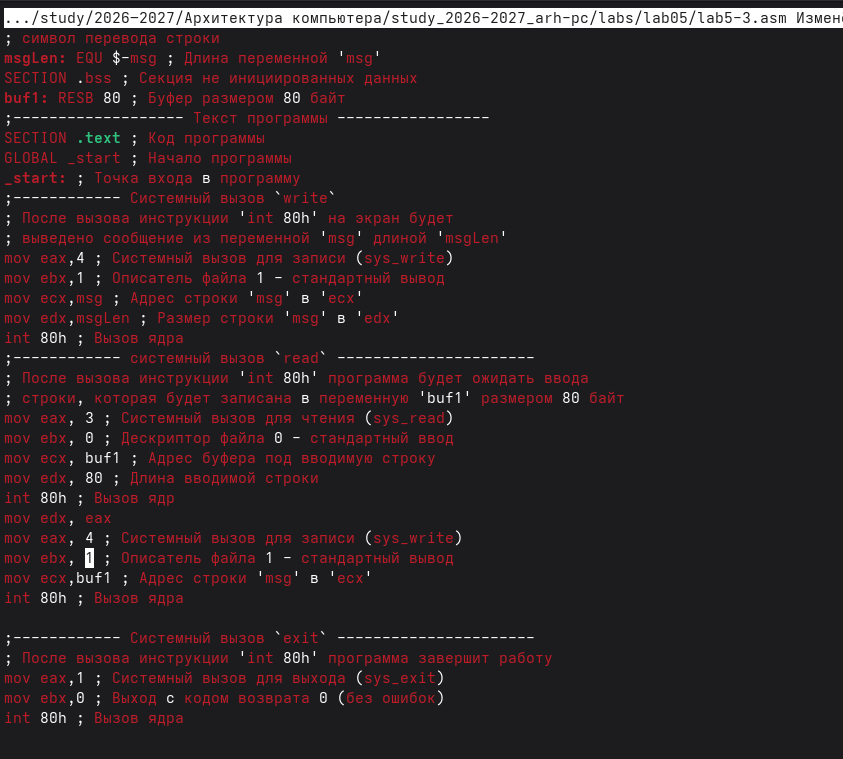 .../study/2026-2027/Архитектура компьютера/study_2026-2027_arh-pc/labs/lab05/lab5-3.asm
; символ перевода строки
msgLen: EQU $-msg ; Длина переменной 'msg'
SECTION .bss ; Секция не инициированных данных
buf1: RESB 80 ; Буфер размером 80 байт
;------------------- Текст программы -----------------
SECTION .text ; Код программы
GLOBAL _start ; Начало программы
_start: ; Точка входа в программу
;------------ Системный вызов `write`
; После вызова инструкции 'int 80h' на экран будет
; выведено сообщение из переменной 'msg' длиной 'msgLen'
mov eax,4 ; Системный вызов для записи (sys_write)
mov ebx,1 ; Описатель файла 1 - стандартный вывод
mov ecx,msg ; Адрес строки 'msg' в 'ecx'
mov edx,msgLen ; Размер строки 'msg' в 'edx'
int 80h ; Вызов ядра
;------------ системный вызов `read` ----------------------
; После вызова инструкции 'int 80h' программа будет ожидать ввода
; строки, которая будет записана в переменную 'buf1' размером 80 байт
mov eax, 3 ; Системный вызов для чтения (sys_read)
mov ebx, 0 ; Дескриптор файла 0 - стандартный ввод
mov ecx, buf1 ; Адрес буфера под вводимую строку
mov edx, 80 ; Длина вводимой строки
int 80h ; Вызов ядр
mov edx, eax
mov eax, 4 ; Системный вызов для записи (sys_write)
mov ebx, 1 ; Описатель файла 1 - стандартный вывод
mov ecx,buf1 ; Адрес строки 'msg' в 'ecx'
int 80h ; Вызов ядра
;------------ Системный вызов `exit` ----------------------
; После вызова инструкции 'int 80h' программа завершит работу
mov eax,1 ; Системный вызов для выхода (sys_exit)
mov ebx,0 ; Выход с кодом возврата 0 (без ошибок)
int 80h ; Вызов ядра